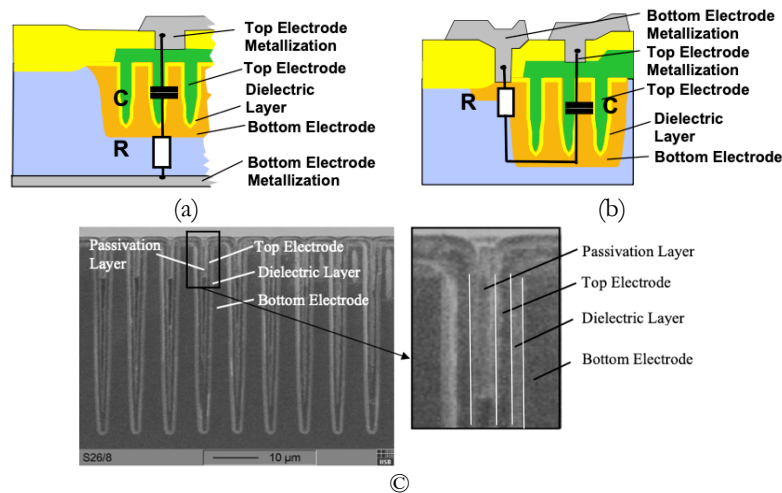 Top Electrode
Metallization
Top Electrode
Dielectric
Layer
Bottom Electrode
Bottom Electrode
Metallization
C
R
(a)
Bottom Electrode
Metallization
Top Electrode
Metallization
Top Electrode
Dielectric
Layer
Bottom Electrode
R
C
(b)
Passivation
Layer
Top Electrode
Dielectric Layer
Bottom Electrode
S26/8
10 µm
Passivation Layer
Top Electrode
Dielectric Layer
Bottom Electrode
©